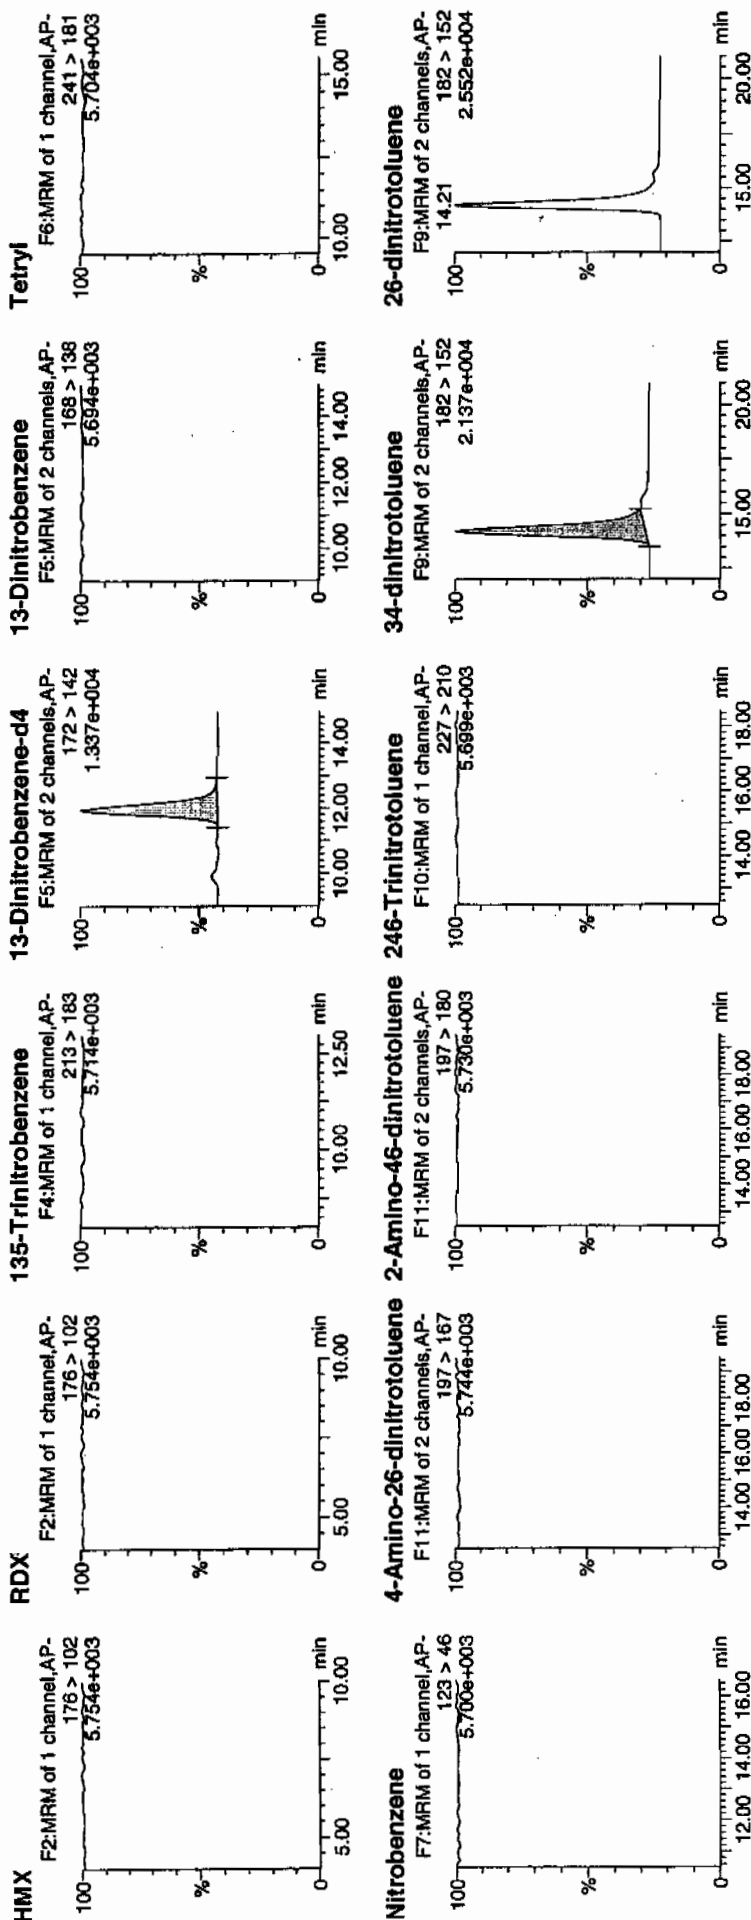 HMX
F2:MRM of 1 channel,AP-
176 > 102
5.754e+003
100
%
0
5.00
10.00
min
RDX
F2:MRM of 1 channel,AP-
176 > 102
5.754e+003
100
%
0
5.00
10.00
min
135-Trinitrobenzene
F4:MRM of 1 channel,AP-
213 > 183
5.714e+003
100
%
0
10.00
12.50
min
13-Dinitrobenzene-d4
F5:MRM of 2 channels,AP-
172 > 142
1.337e+004
100
%
0
10.00
12.00
14.00
min
13-Dinitrobenzene
F5:MRM of 2 channels,AP-
168 > 138
5.694e+003
100
%
0
10.00
12.00
14.00
min
Tetryl
F6:MRM of 1 channel,AP-
241 > 181
5.704e+003
100
%
0
10.00
15.00
min
Nitrobenzene
F7:MRM of 1 channel,AP-
123 > 46
5.700e+003
100
%
0
12.00
14.00
16.00
min
4-Amino-26-dinitrotoluene
F11:MRM of 2 channels,AP-
197 > 167
5.744e+003
100
%
0
14.00
16.00
18.00
min
2-Amino-46-dinitrotoluene
F11:MRM of 2 channels,AP-
197 > 180
5.730e+003
100
%
0
14.00
16.00
18.00
min
246-Trinitrotoluene
F10:MRM of 1 channel,AP-
227 > 210
5.699e+003
100
%
0
14.00
16.00
18.00
min
34-dinitrotoluene
F9:MRM of 2 channels,AP-
182 > 152
2.137e+004
100
%
0
15.00
20.00
min
26-dinitrotoluene
F9:MRM of 2 channels,AP-
182 > 152
2.552e+004
14.21
100
%
0
15.00
20.00
min